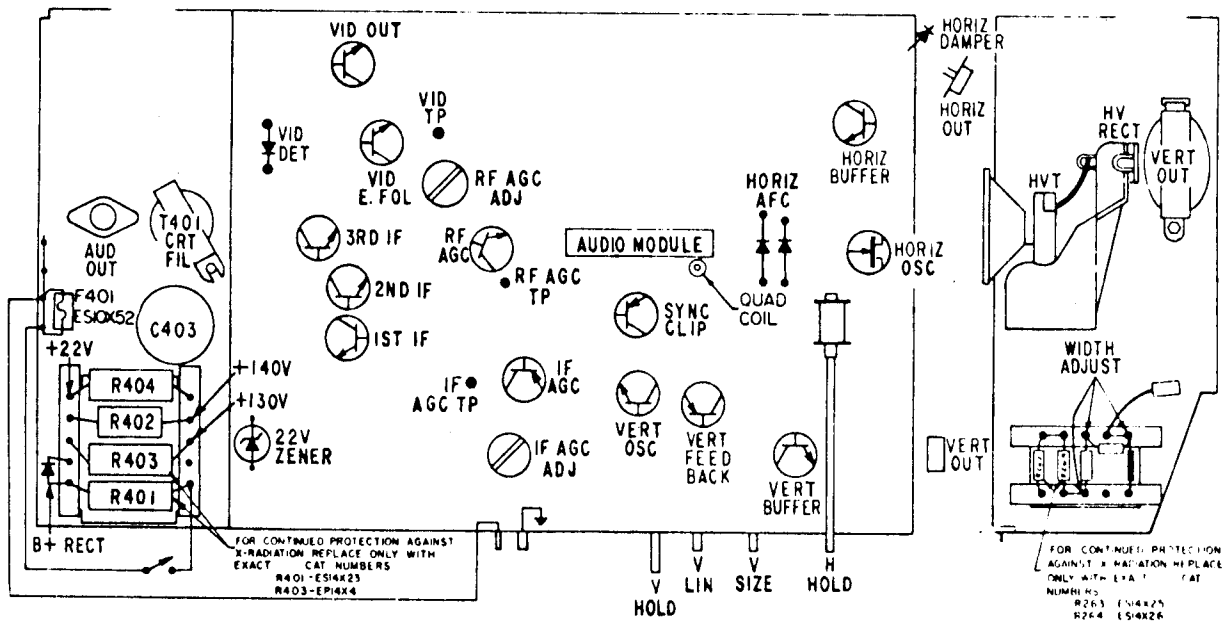 VID OUT
VID
TP
VID
DET
VID
E. FOL
RF AGC
ADJ
HORIZ
DAMPER
HORIZ
OUT
HV
RECT
VERT
OUT
HVT
HORIZ
BUFFER
HORIZ
AFC
T401
CRT
FIL
AUD
OUT
3RD IF
RF
AGC
AUDIO MODULE
HORIZ
OSC
RF AGC
TP
2ND IF
QUAD
COIL
F401
ES10X52
C403
1ST IF
SYNC
CLIP
+22V
+140V
R404
R402
+130V
R403
R401
22V
ZENER
IF
AGC TP
IF
AGC
IF AGC
ADJ
VERT
OSC
VERT
FEED
BACK
VERT
BUFFER
WIDTH
ADJUST
VERT
OUT
B+ RECT
FOR CONTINUED PROTECTION AGAINST
X-RADIATION REPLACE ONLY WITH
EXACT CAT NUMBERS
R401-ES14X23
R403-EP14X4
V
HOLD
V
LIN
V
SIZE
H
HOLD
FOR CONTINUED PROTECTION
AGAINST X RADIATION REPLACE
ONLY WITH EXACT CAT
NUMBERS
R263 ES14X25
R264 ES14X26